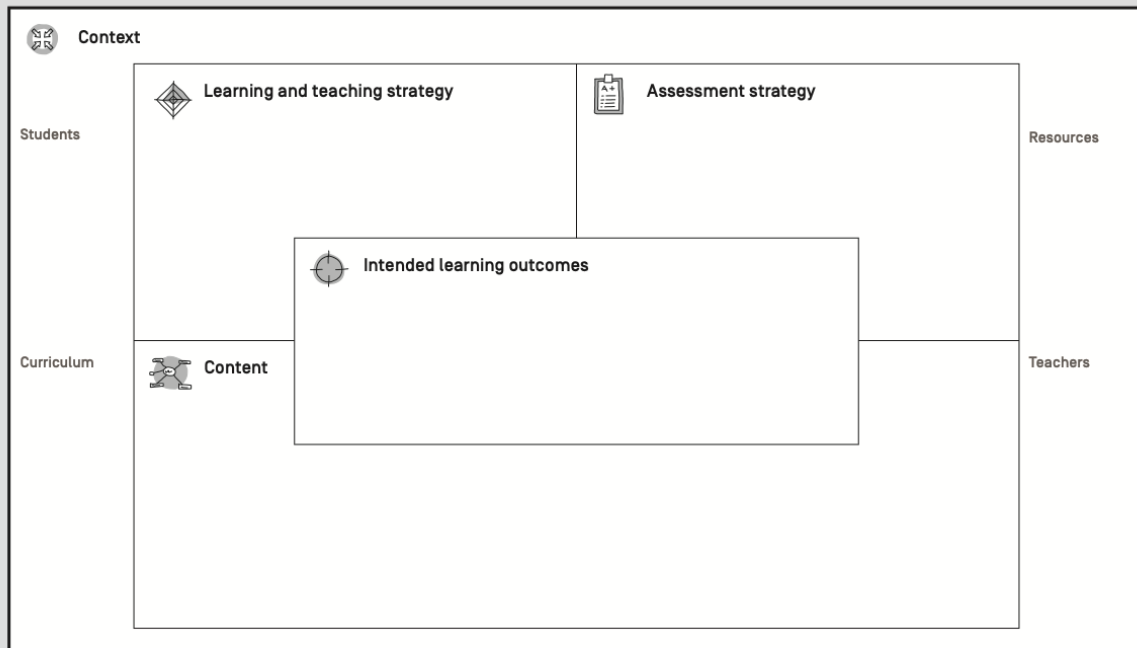 Context
Learning and teaching strategy
Assessment strategy
A+
Students
Resources
Intended learning outcomes
Curriculum
Content
Teachers